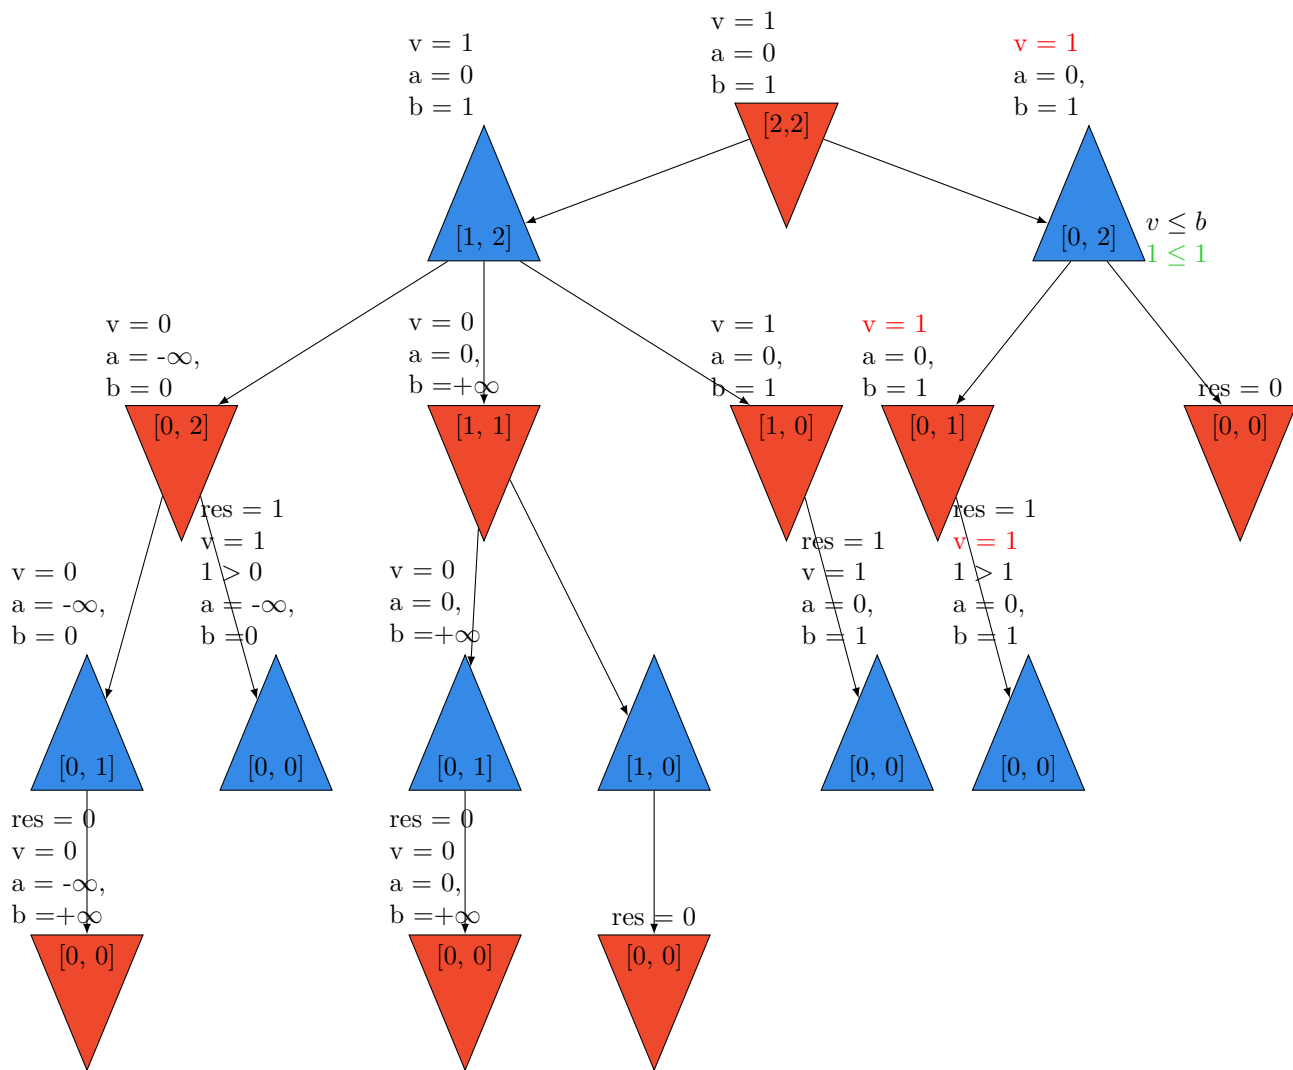 v = 1
a = 0
b = 1
[2,2]
v = 1
a = 0
b = 1
[1, 2]
v = 1
a = 0,
b = 1
[0, 2]
v ≤ b
1 ≤ 1
v = 0
a = -∞,
b = 0
[0, 2]
v = 0
a = 0,
b =+∞
[1, 1]
v = 1
a = 0,
b = 1
[1, 0]
v = 1
a = 0,
b = 1
[0, 1]
res = 0
[0, 0]
v = 0
a = -∞,
b = 0
[0, 1]
res = 1
v = 1
1 > 0
a = -∞,
b =0
[0, 0]
v = 0
a = 0,
b =+∞
[0, 1]
[1, 0]
res = 1
v = 1
a = 0,
b = 1
[0, 0]
res = 1
v = 1
1 > 1
a = 0,
b = 1
[0, 0]
res = 0
v = 0
a = -∞,
b =+∞
[0, 0]
res = 0
v = 0
a = 0,
b =+∞
[0, 0]
res = 0
[0, 0]